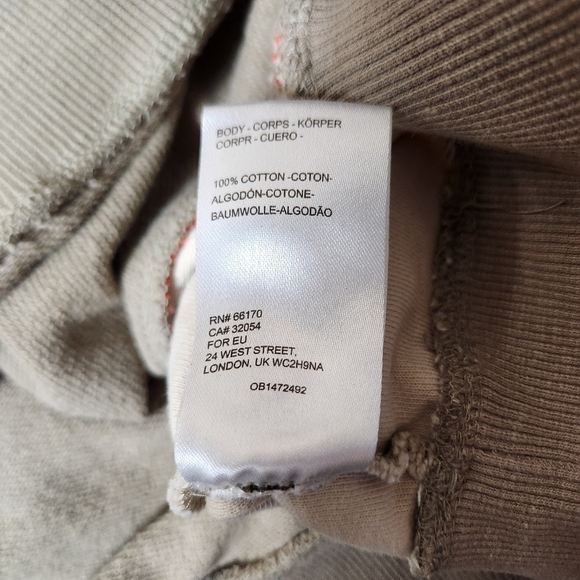 BODY - CORPS - KÖRPER
CORPR - CUERO -
100% COTTON -COTON-
ALGODÓN-COTONE-
BAUMWOLLE-ALGODÃO
RN# 66170
CA# 32054
FOR EU
24 WEST STREET,
LONDON, UK WC2H9NA
OB1472492